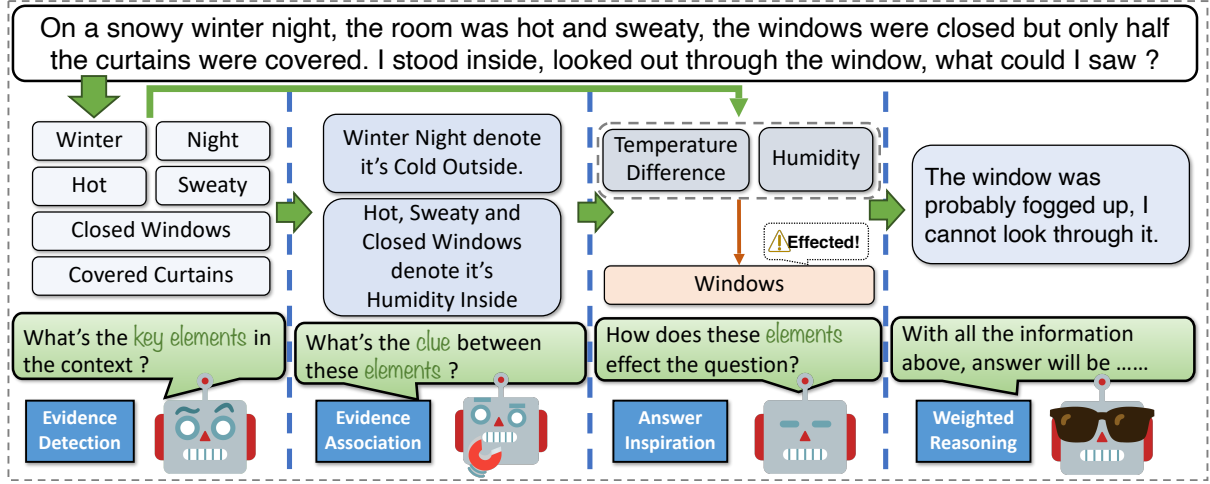 On a snowy winter night, the room was hot and sweaty, the windows were closed but only half
the curtains were covered. I stood inside, looked out through the window, what could I saw ?
Winter
Night
Hot
Sweaty
Closed Windows
Covered Curtains
What's the key elements in
the context ?
Evidence
Detection
Winter Night denote
it's Cold Outside.
Hot, Sweaty and
Closed Windows
denote it's
Humidity Inside
What's the clue between
these elements ?
Evidence
Association
Temperature
Difference
Humidity
Effected!
Windows
How does these elements
effect the question?
Answer
Inspiration
The window was
probably fogged up, I
cannot look through it.
With all the information
above, answer will be ......
Weighted
Reasoning